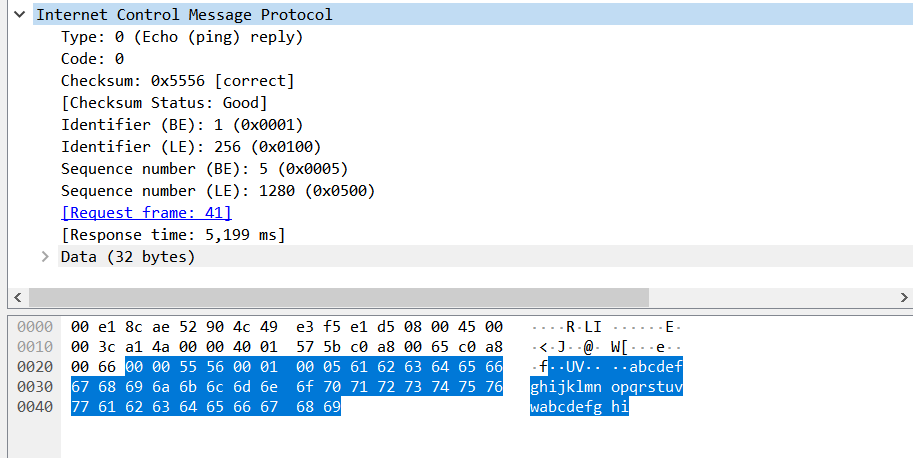 Internet Control Message Protocol
Type: 0 (Echo (ping) reply)
Code: 0
Checksum: 0x5556 [correct]
[Checksum Status: Good]
Identifier (BE): 1 (0x0001)
Identifier (LE): 256 (0x0100)
Sequence number (BE): 5 (0x0005)
Sequence number (LE): 1280 (0x0500)
[Request frame: 41]
[Response time: 5,199 ms]
Data (32 bytes)
0000 00 e1 8c ae 52 90 4c 49 e3 f5 e1 d5 08 00 45 00 ····R·LI ······E·
0010 00 3c a1 4a 00 00 40 01 57 5b c0 a8 00 65 c0 a8 ·<·J··@· W[···e··
0020 00 66 00 00 55 56 00 01 00 05 61 62 63 64 65 66 ·f··UV·· ··abcdef
0030 67 68 69 6a 6b 6c 6d 6e 6f 70 71 72 73 74 75 76 ghijklmn opqrstuv
0040 77 61 62 63 64 65 66 67 68 69 wabcdefg hi